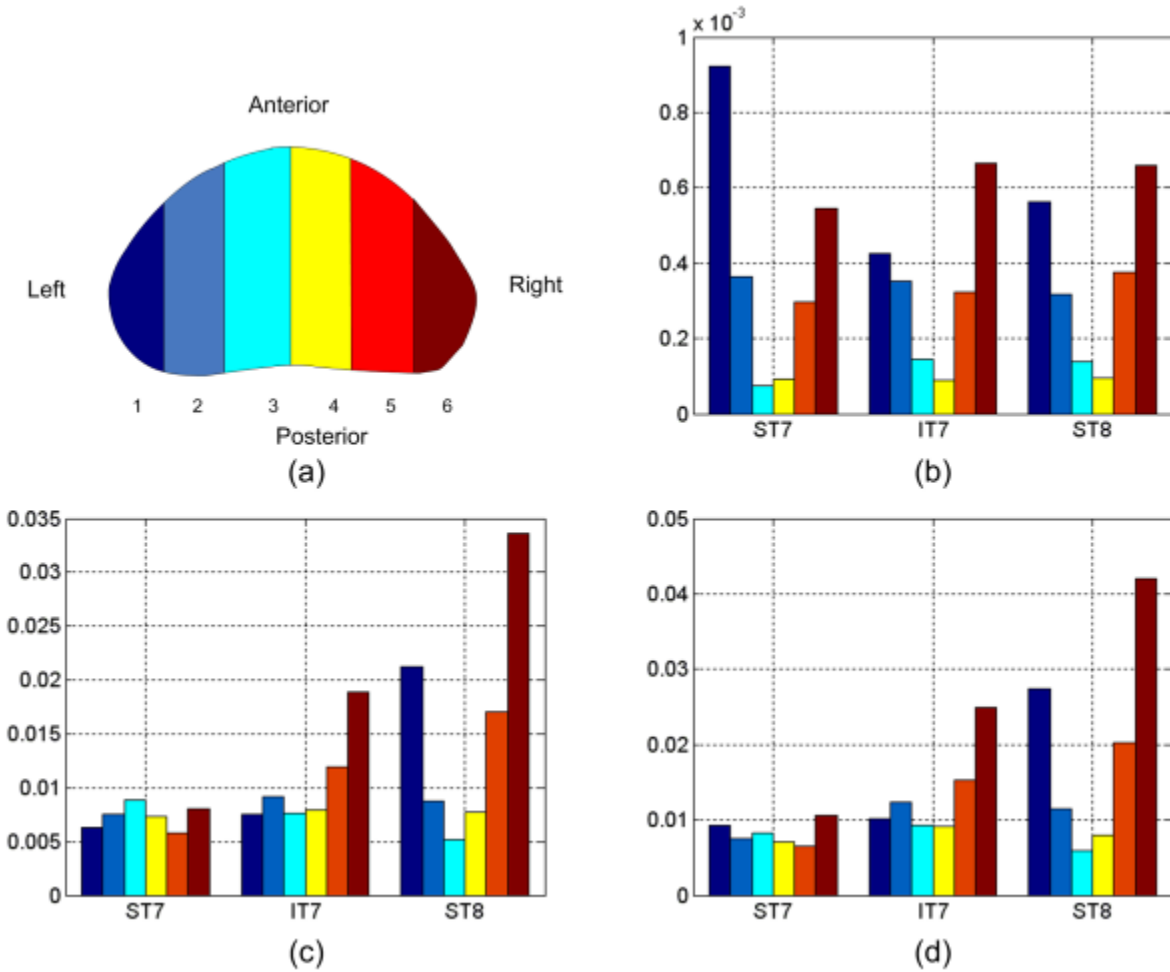 Anterior
Left
Right
1 2 3 4 5 6
Posterior
(a)
x 10-3
1
0.8
0.6
0.4
0.2
0
ST7 IT7 ST8
(b)
0.035
0.03
0.025
0.02
0.015
0.01
0.005
0
ST7 IT7 ST8
(c)
0.05
0.04
0.03
0.02
0.01
0
ST7 IT7 ST8
(d)